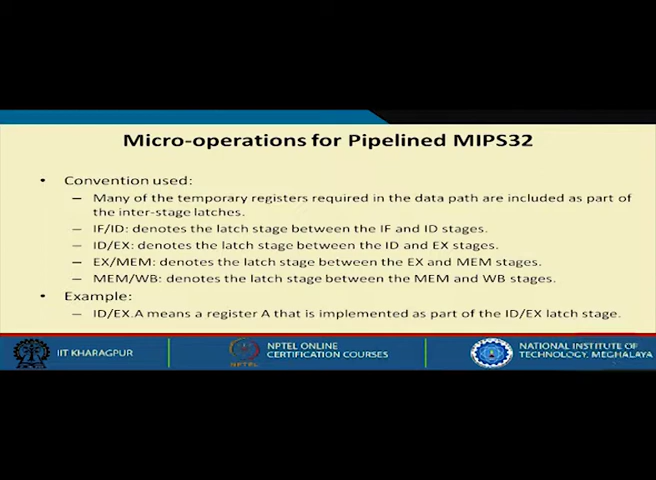 Micro-operations for Pipelined MIPS32
• Convention used:
– Many of the temporary registers required in the data path are included as part of
the inter-stage latches.
– IF/ID: denotes the latch stage between the IF and ID stages.
– ID/EX: denotes the latch stage between the ID and EX stages.
– EX/MEM: denotes the latch stage between the EX and MEM stages.
– MEM/WB: denotes the latch stage between the MEM and WB stages.
• Example:
– ID/EX.A means a register A that is implemented as part of the ID/EX latch stage.
IIT KHARAGPUR
NPTEL
NPTEL ONLINE
CERTIFICATION COURSES
NATIONAL INSTITUTE OF
TECHNOLOGY, MEGHALAYA